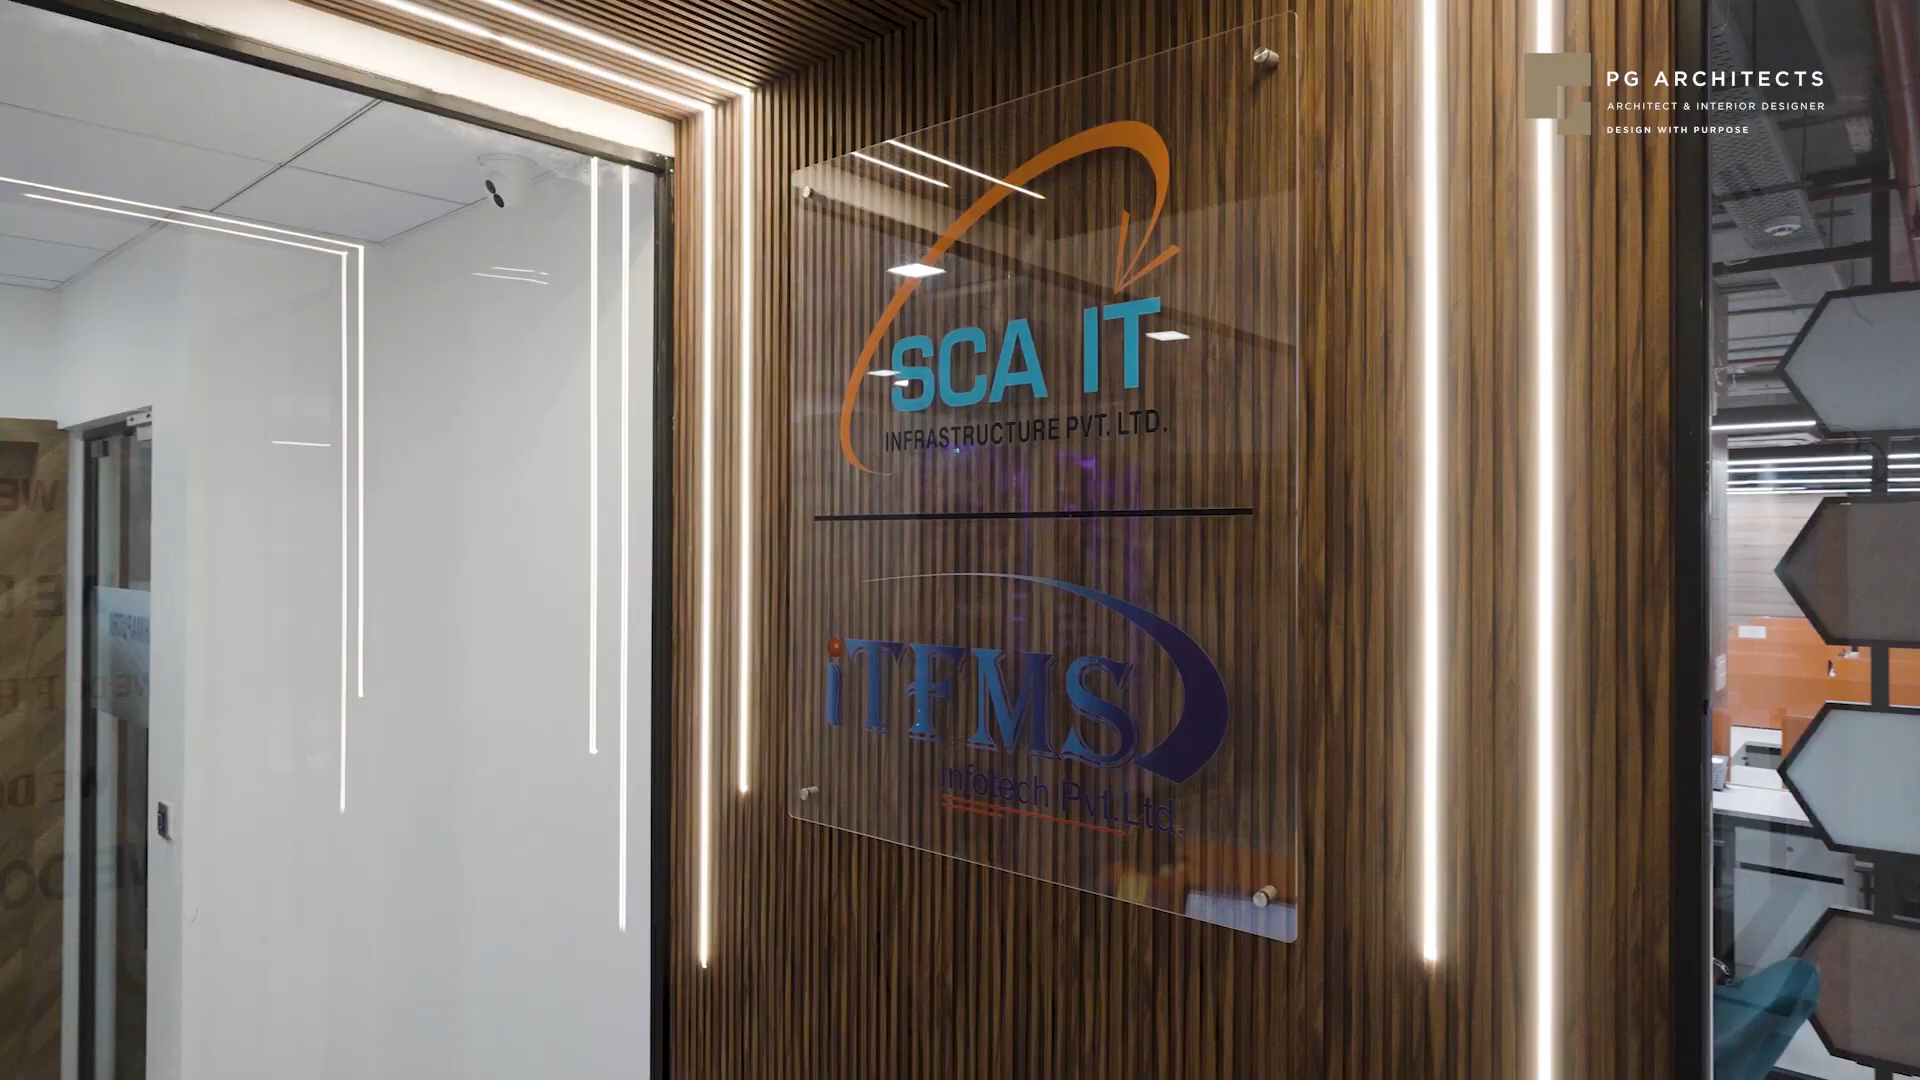 PG ARCHITECTS
ARCHITECT & INTERIOR DESIGNER
DESIGN WITH PURPOSE
SCA IT
INFRASTRUCTURE PVT. LTD.
iTFMS
Infotech Pvt.Ltd.